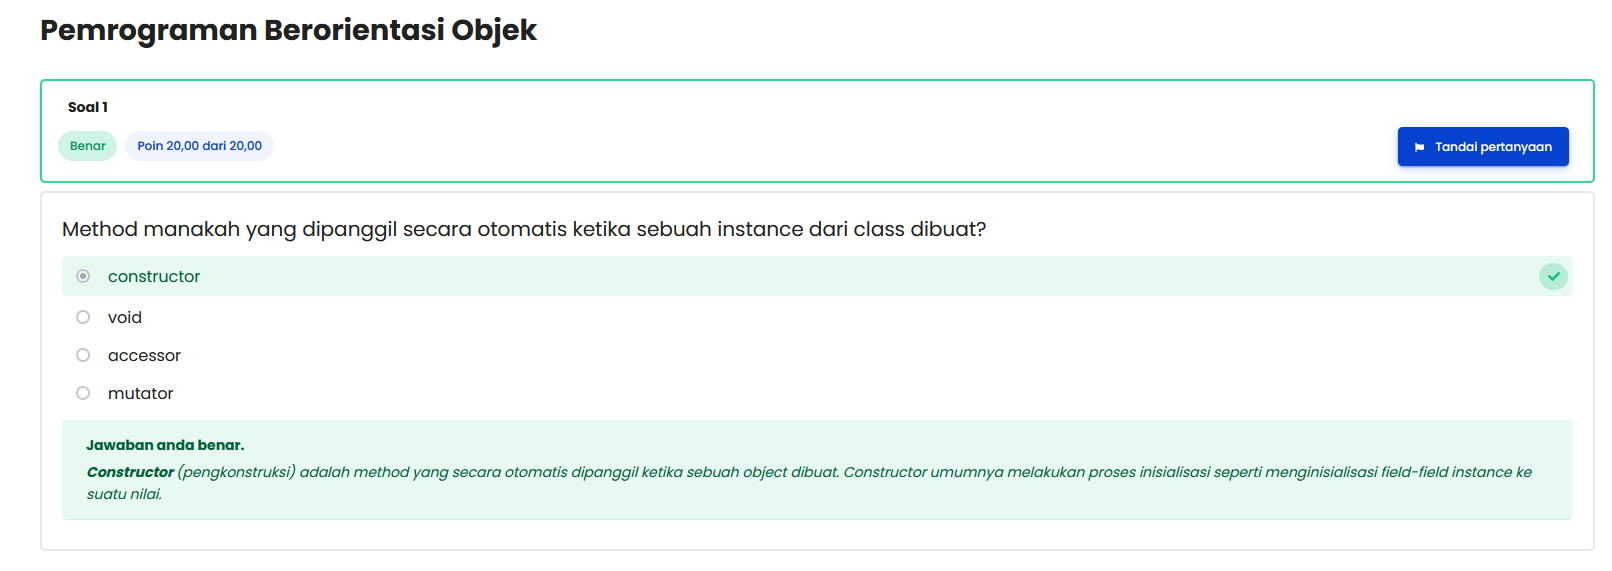 Pemrograman Berorientasi Objek
Soal 1
Benar
Poin 20,00 dari 20,00
Tandai pertanyaan
Method manakah yang dipanggil secara otomatis ketika sebuah instance dari class dibuat?
constructor
void
accessor
mutator
Jawaban anda benar.
Constructor (pengkonstruksi) adalah method yang secara otomatis dipanggil ketika sebuah object dibuat. Constructor umumnya melakukan proses inisialisasi seperti menginisialisasi field-field instance ke
suatu nilai.